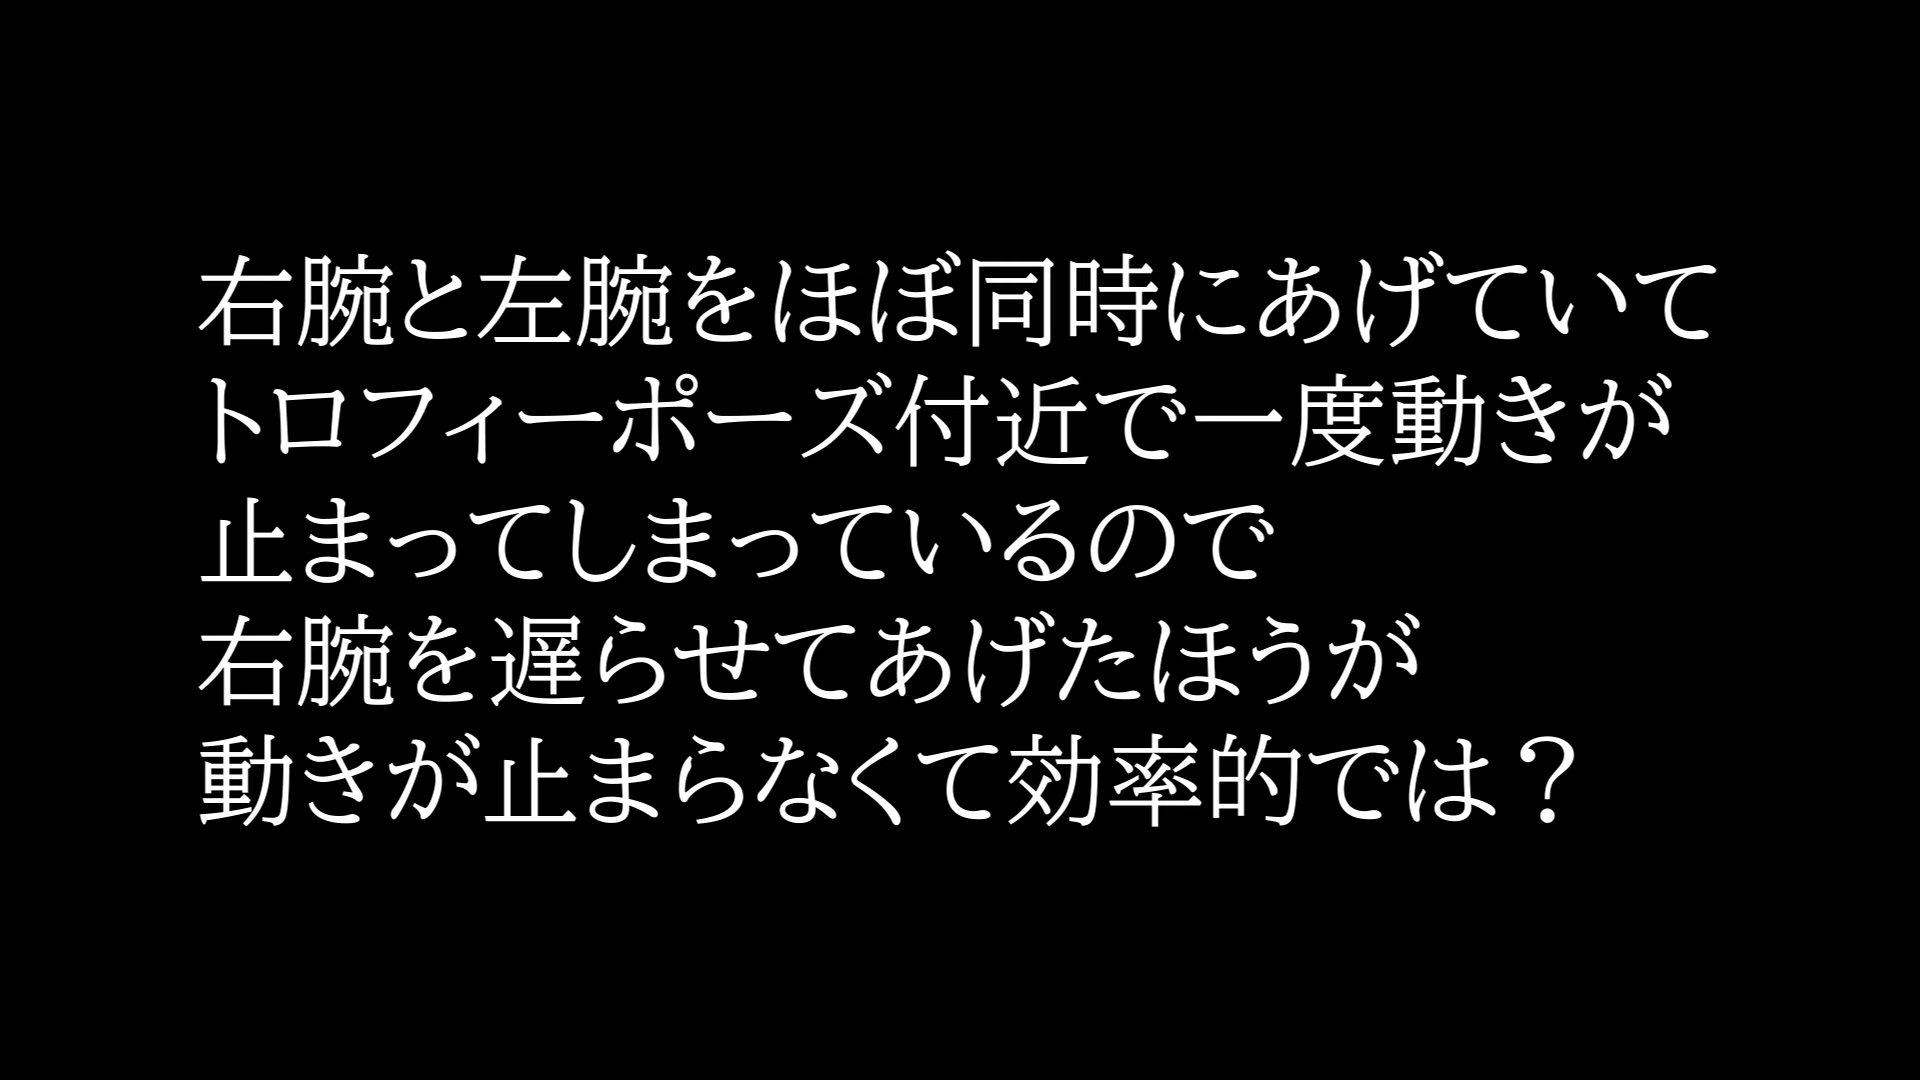 右腕と左腕をほぼ同時にあげていて
トロフィーポーズ付近で一度動きが
止まってしまっているので
右腕を遅らせてあげたほうが
動きが止まらなくて効率的では？